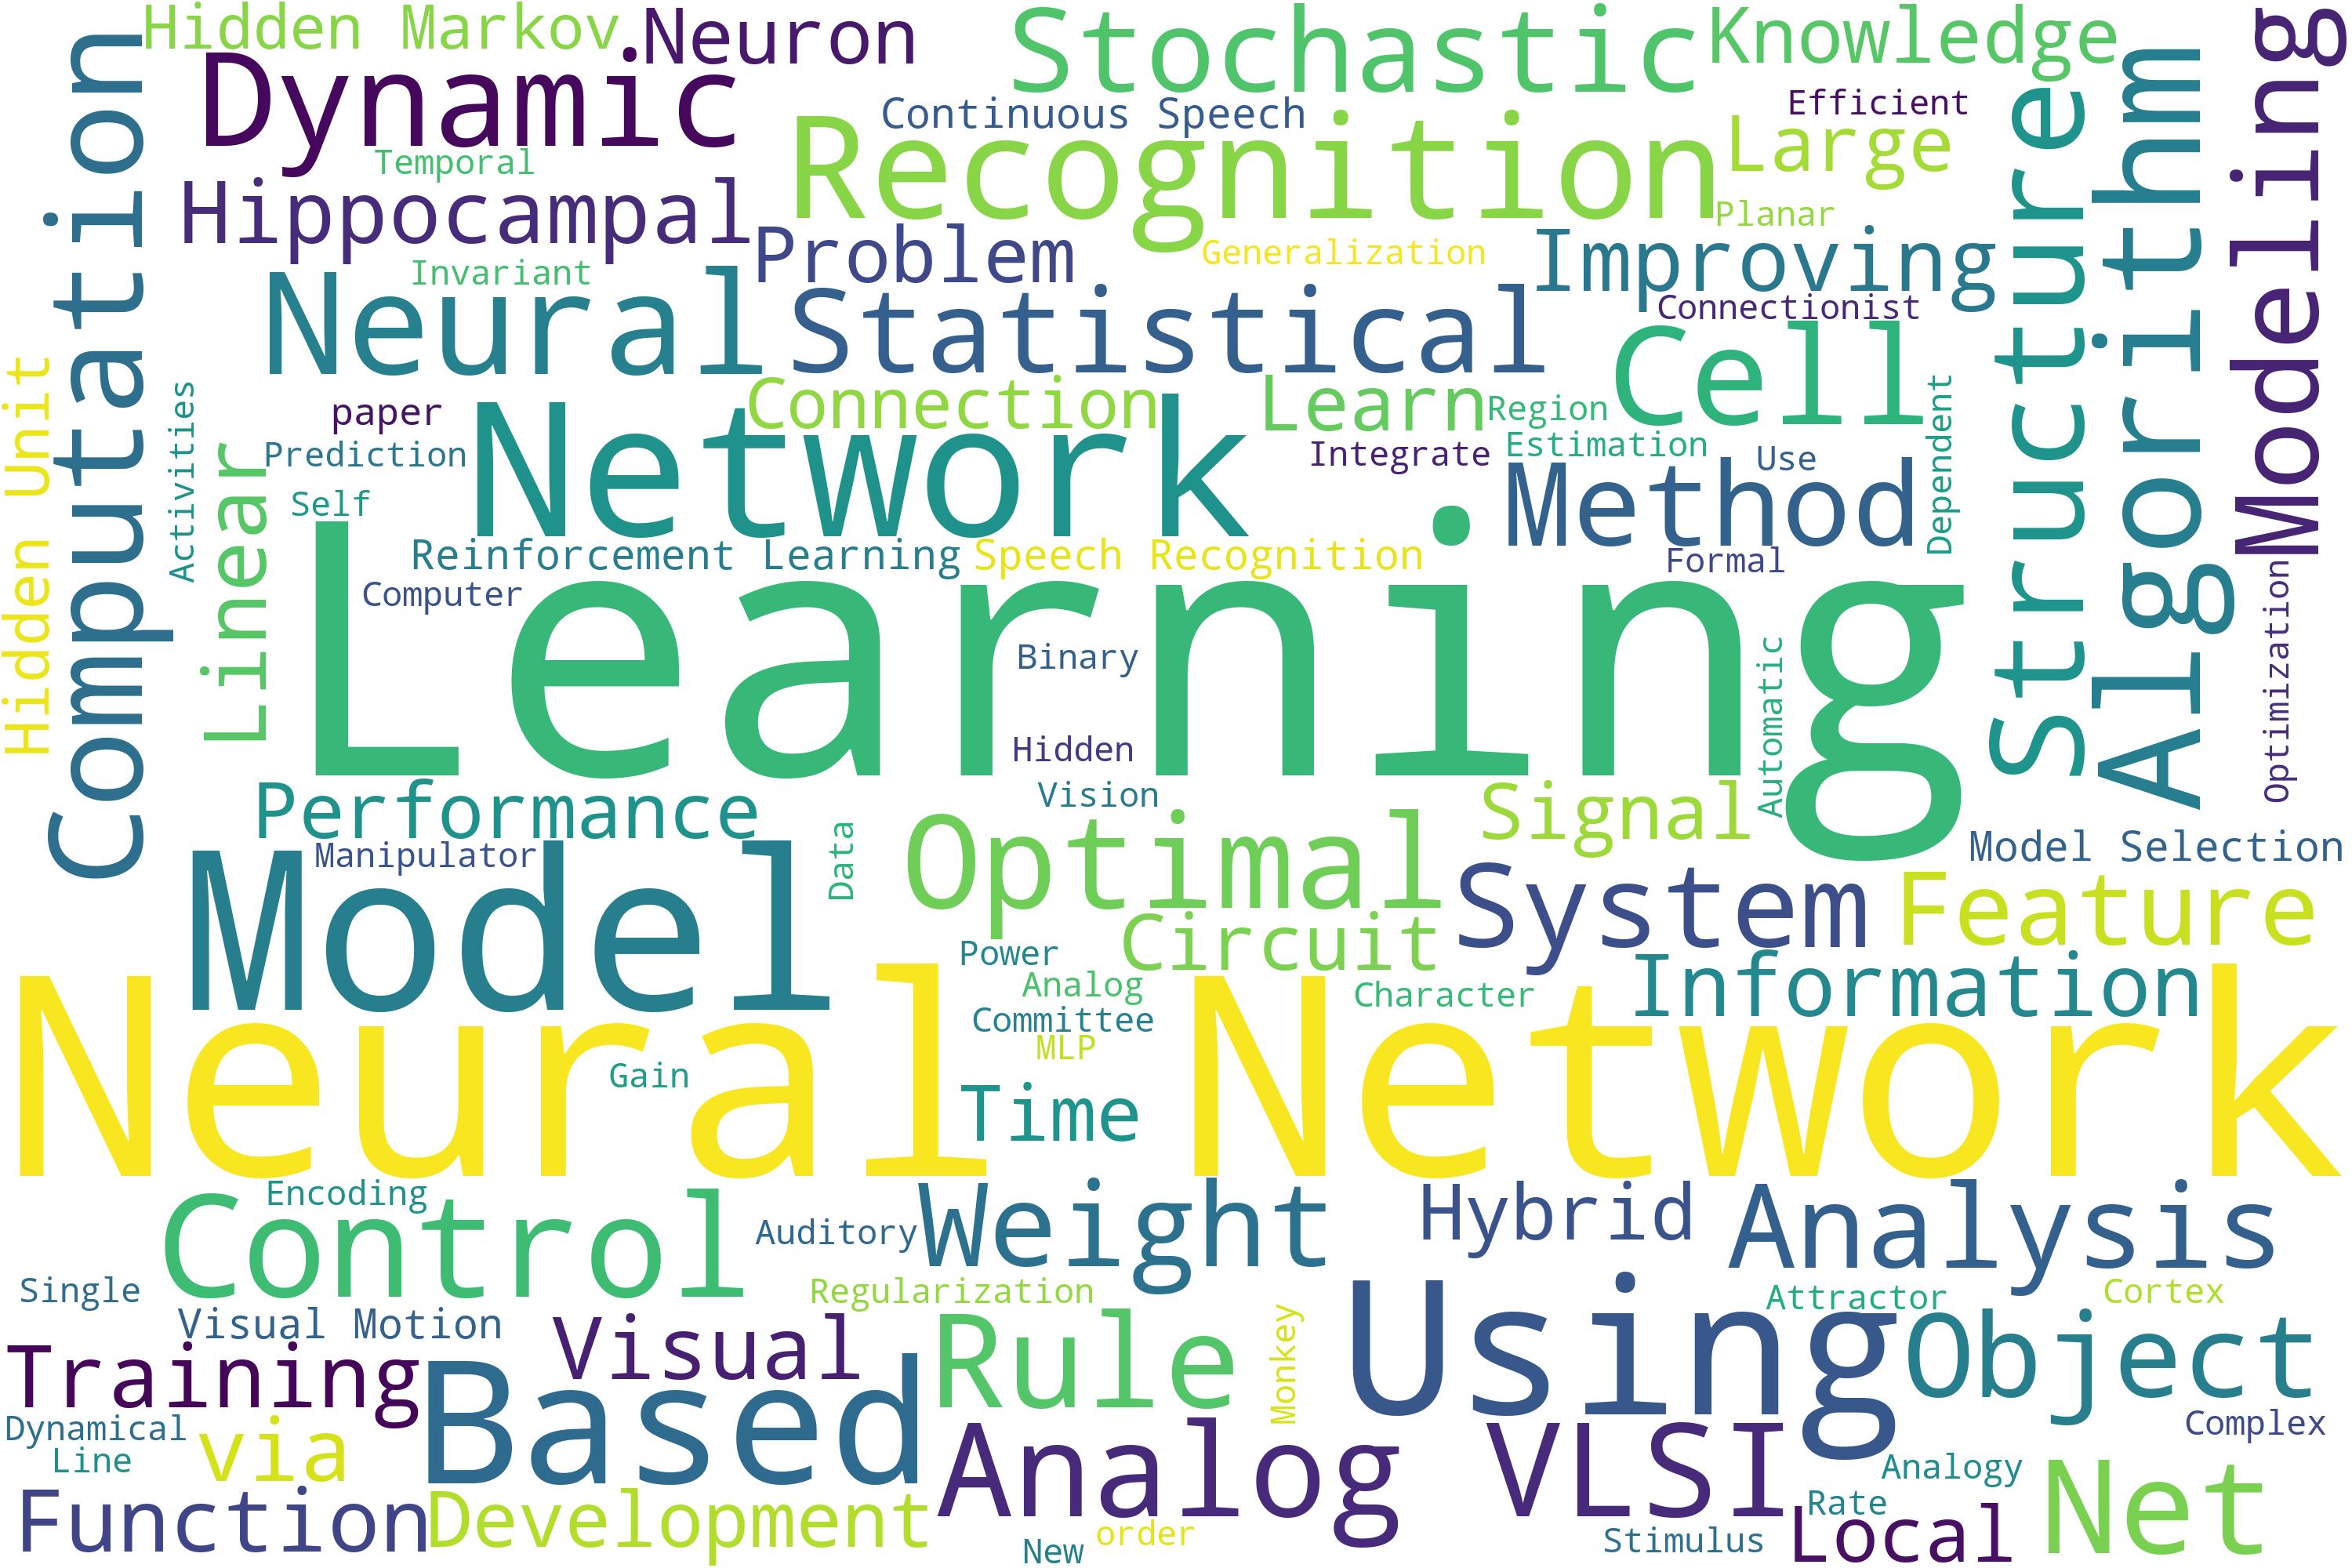 Hidden Markov
Neuron
Stochastic
Knowledge
Dynamic
Continuous Speech
Efficient
Temporal
Recognition
Large
Hippocampal
Planar
Problem
Generalization
Improving
Invariant
Neural
Statistical
Connectionist
Cell
Computation
Structure
Algorithm
Modeling
Hidden Unit
Activities
Linear
paper
Connection
Learn
Region
Dependent
Prediction
Network
Integrate
Estimation
Use
Self
Method
Reinforcement Learning
Speech Recognition
Formal
Computer
Learning
Binary
Automatic
Optimization
Hidden
Vision
Performance
Signal
Manipulator
Data
Optimal
Model Selection
Model
System
Feature
Circuit
Power
Information
Analog
Character
Committee
MLP
Neural Network
Gain
Time
Encoding
Control
Auditory
Weight
Hybrid
Analysis
Single
Regularization
Attractor
Cortex
Visual Motion
Visual
Rule
Monkey
Using
Object
Training
Based
Dynamical
Line
via
Analog VLSI
Complex
Analogy
Net
Function
Development
New
order
Rate
Stimulus
Local